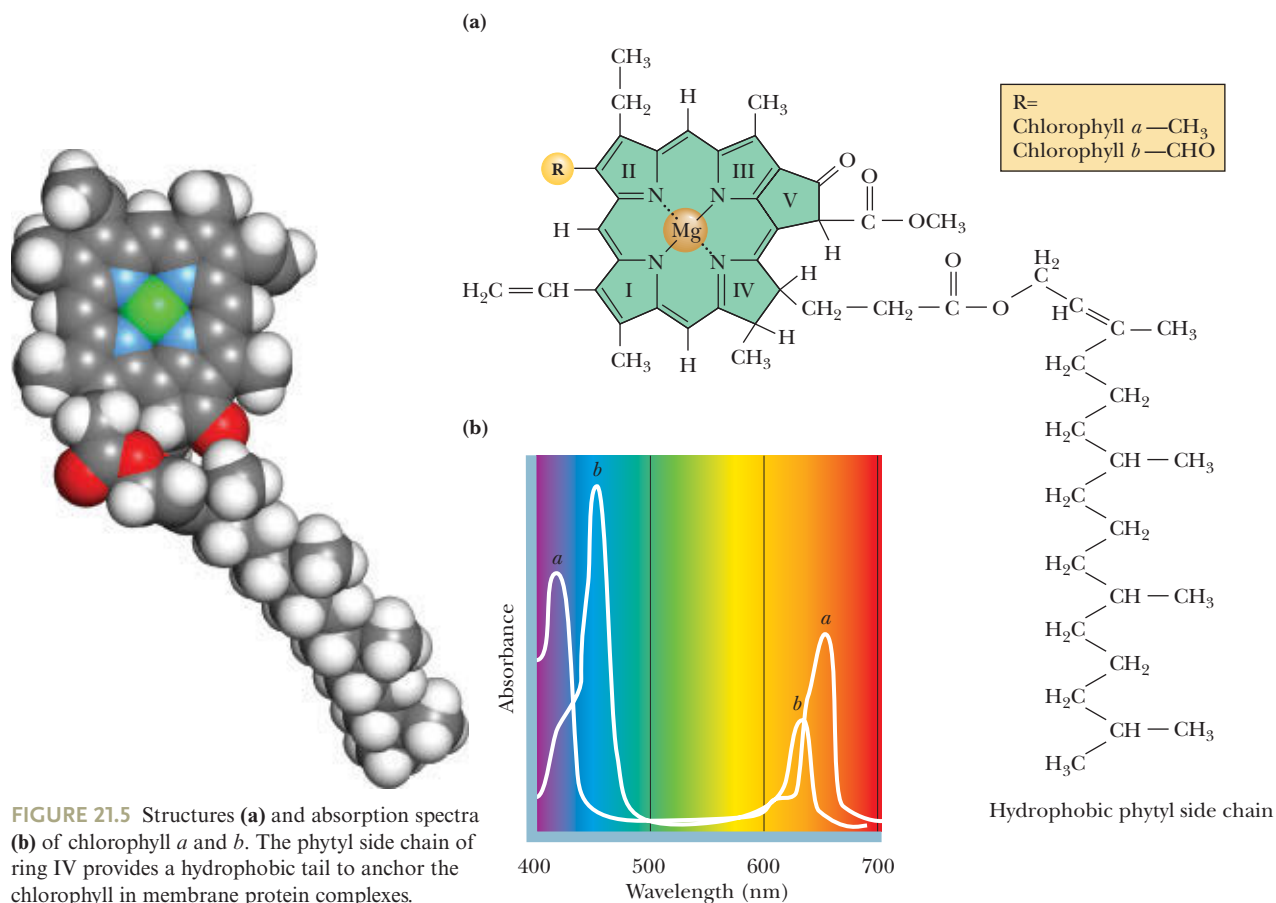 (a)
CH₃
CH₂
H
CH₃
R=
Chlorophyll a —CH₃
Chlorophyll b —CHO
R
II
III
O
O
N
N
V
C
OCH₃
Mg
H
H
N
N
H
O
CH₂
H₂C=CH
I
IV
CH₂—CH₂—C—O
H
C—CH₃
CH₃
H
CH₃
H
H₂C
CH₂
(b)
H₂C
CH—CH₃
H₂C
CH₂
H₂C
CH—CH₃
H₂C
CH₂
H₂C
CH—CH₃
H₃C
Hydrophobic phytyl side chain
b
a
a
b
Absorbance
400 500 600 700
Wavelength (nm)
FIGURE 21.5 Structures (a) and absorption spectra
(b) of chlorophyll a and b. The phytyl side chain of
ring IV provides a hydrophobic tail to anchor the
chlorophyll in membrane protein complexes.